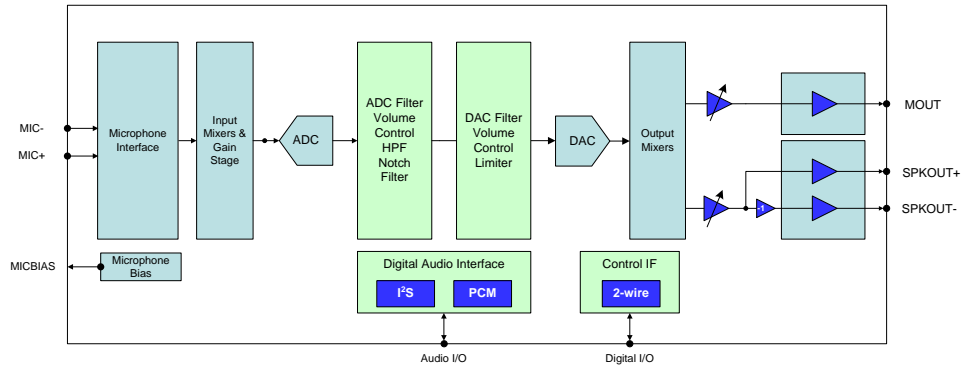 MIC-
MIC+
Microphone
Interface
Input
Mixers &
Gain
Stage
ADC
ADC Filter
Volume
Control
HPF
Notch
Filter
DAC Filter
Volume
Control
Limiter
DAC
Output
Mixers
-1
MOUT
SPKOUT+
SPKOUT-
MICBIAS
Microphone
Bias
Digital Audio Interface
I²S
PCM
Control IF
2-wire
Audio I/O
Digital I/O